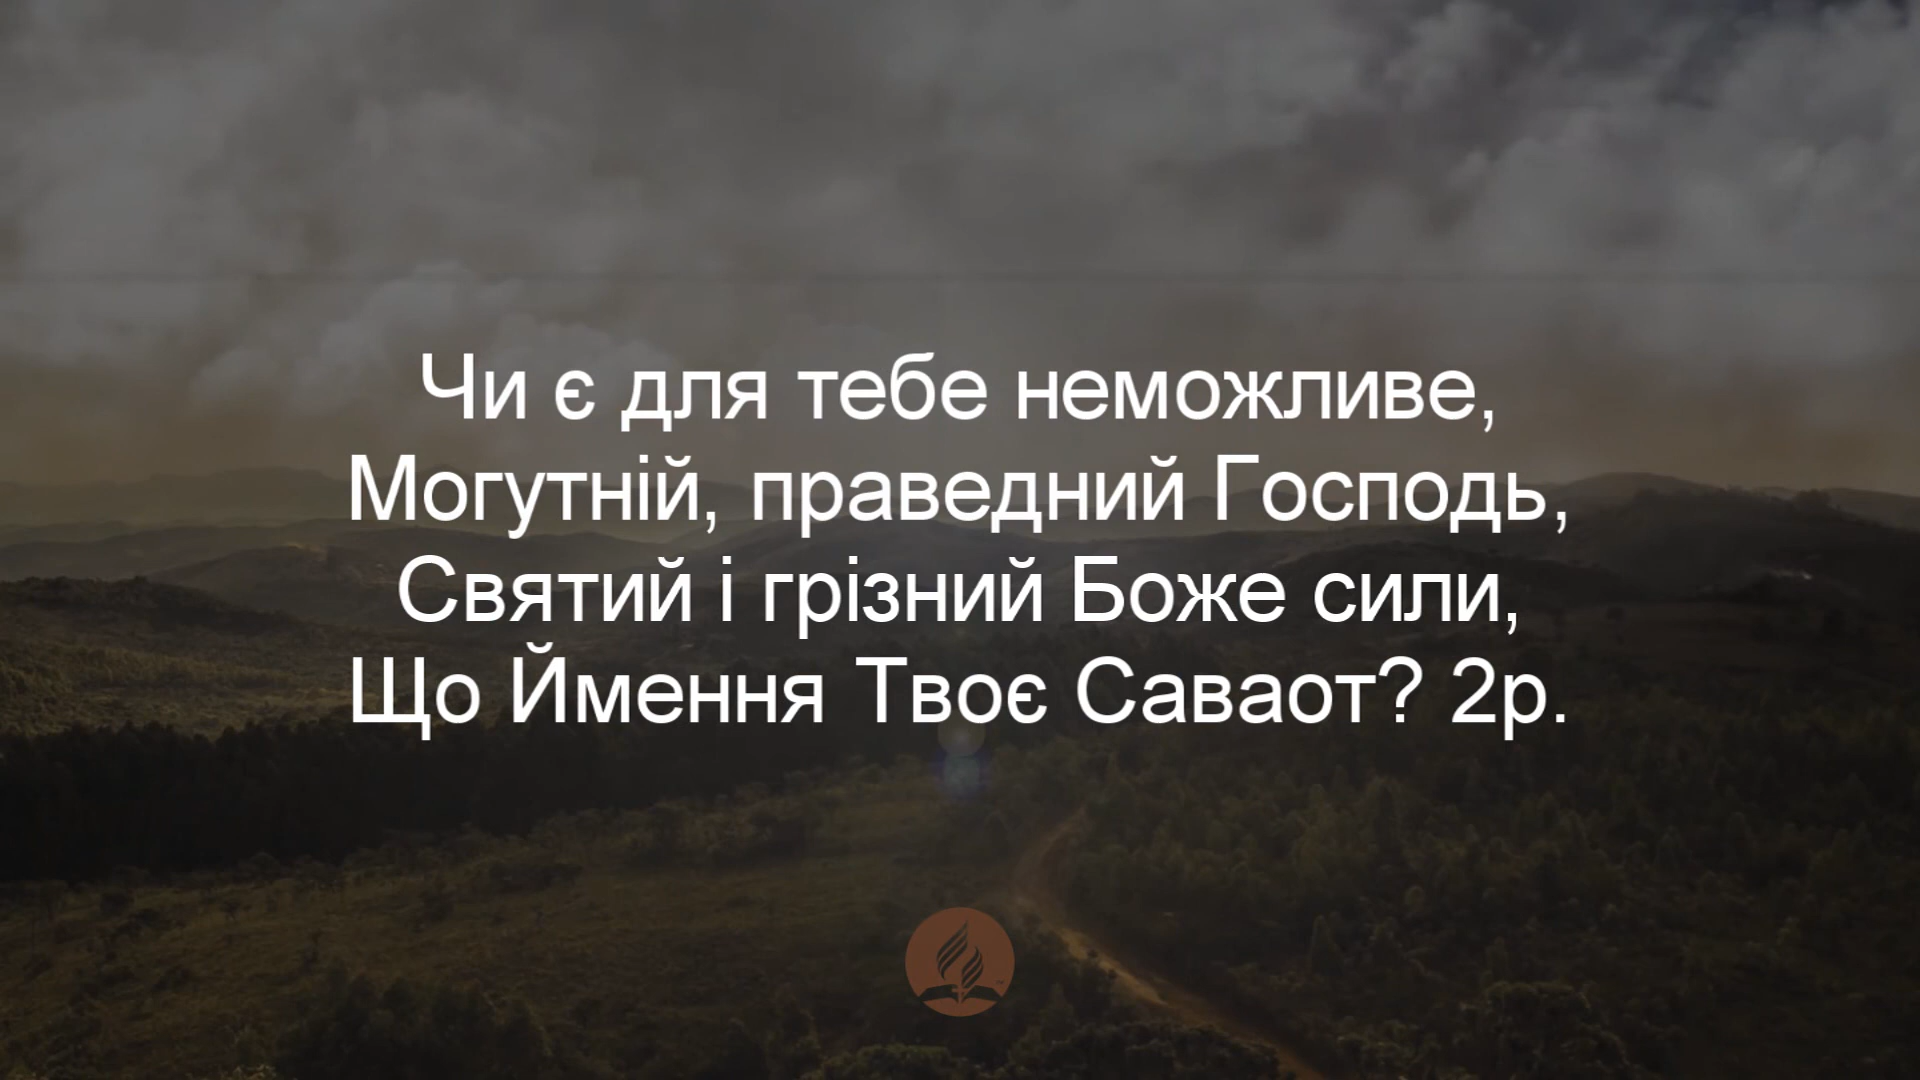 Чи є для тебе неможливе,
Могутній, праведний Господь,
Святий і грізний Боже сили,
Що Ймення Твоє Саваот? 2р.